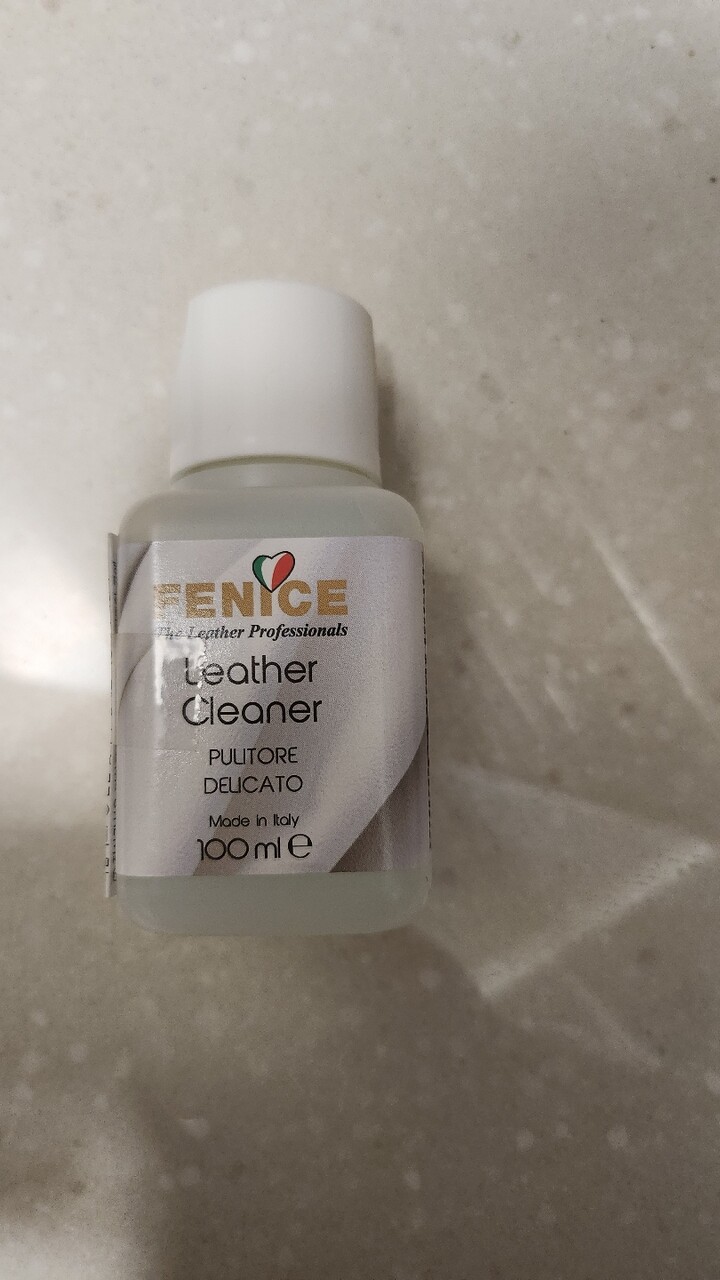 FENICE
The Leather Professionals
Leather
Cleaner
PULITORE
DELICATO
Made in Italy
100 ml e